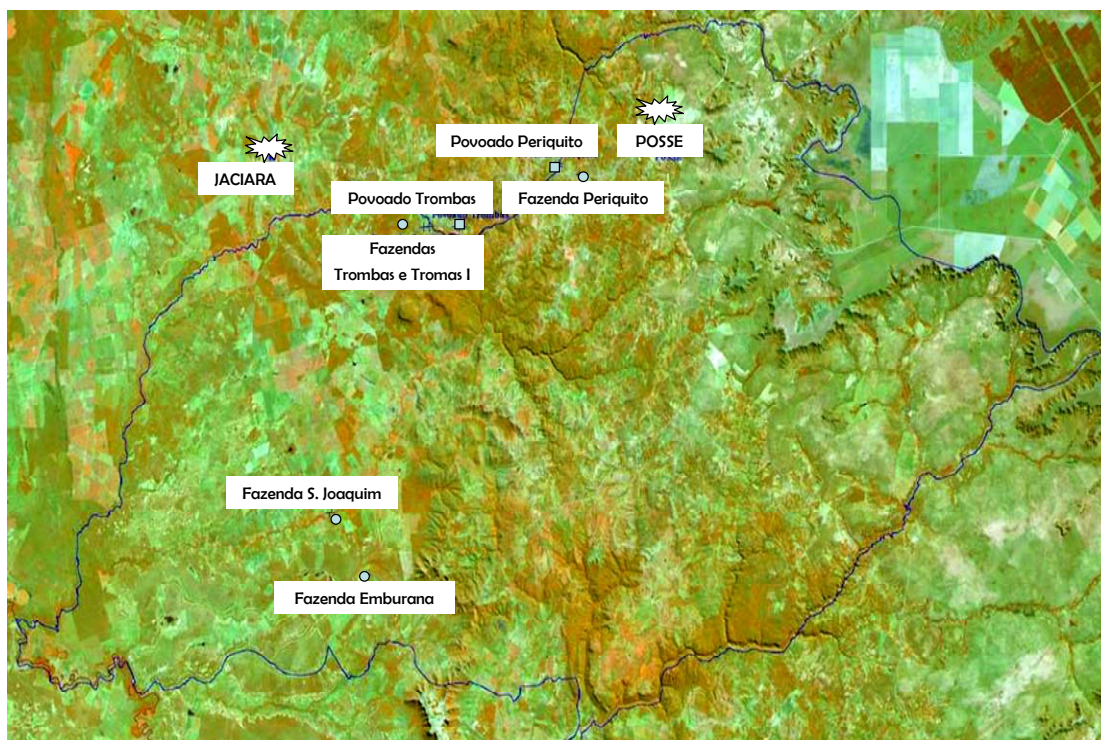 Povoado Periquito
POSSE
JACIARA
Povoado Trombas
Fazenda Periquito
Fazendas
Trombas e Tromas I
Fazenda S. Joaquim
Fazenda Emburana